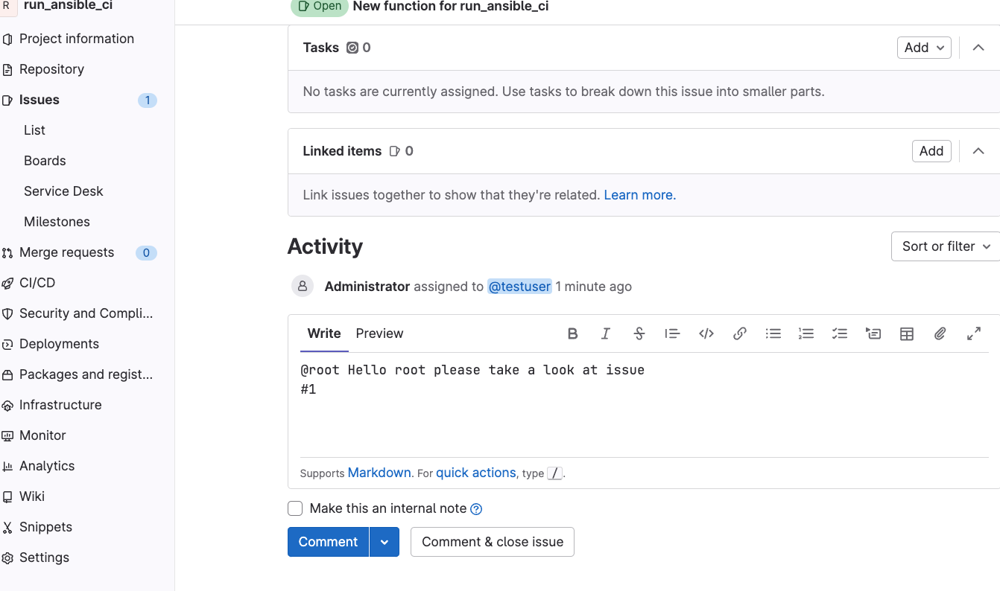 R run_ansible_ci
Project information
Repository
Issues 1
List
Boards
Service Desk
Milestones
Merge requests 0
CI/CD
Security and Compli...
Deployments
Packages and regist...
Infrastructure
Monitor
Analytics
Wiki
Snippets
Settings
Open New function for run_ansible_ci
Tasks 0 Add
No tasks are currently assigned. Use tasks to break down this issue into smaller parts.
Linked items 0 Add
Link issues together to show that they're related. Learn more.
Activity Sort or filter
Administrator assigned to @testuser 1 minute ago
Write Preview
@root Hello root please take a look at issue
#1
Supports Markdown. For quick actions, type /.
Make this an internal note
Comment Comment & close issue